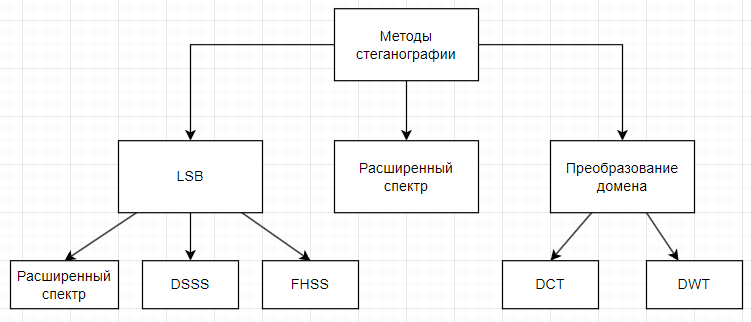 Методы
стеганографии
LSB
Расширенный
спектр
Преобразование
домена
Расширенный
спектр
DSSS
FHSS
DCT
DWT